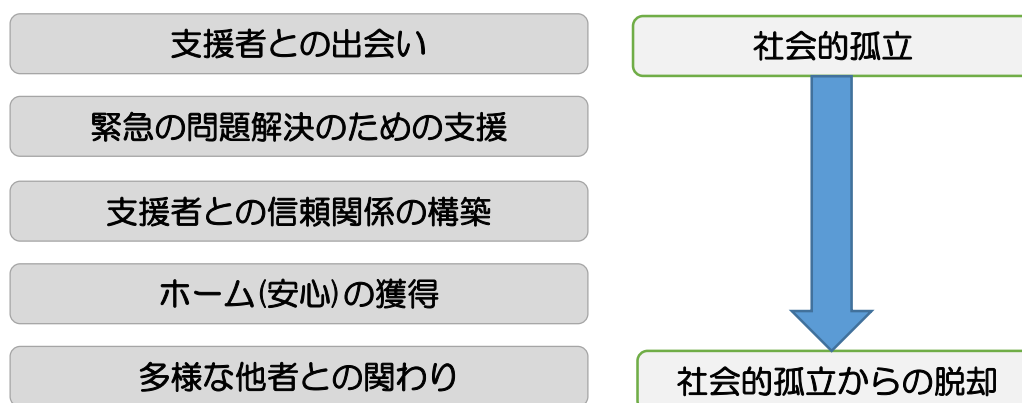 支援者との出会い
社会的孤立
緊急の問題解決のための支援
支援者との信頼関係の構築
ホーム(安心)の獲得
多様な他者との関わり
社会的孤立からの脱却